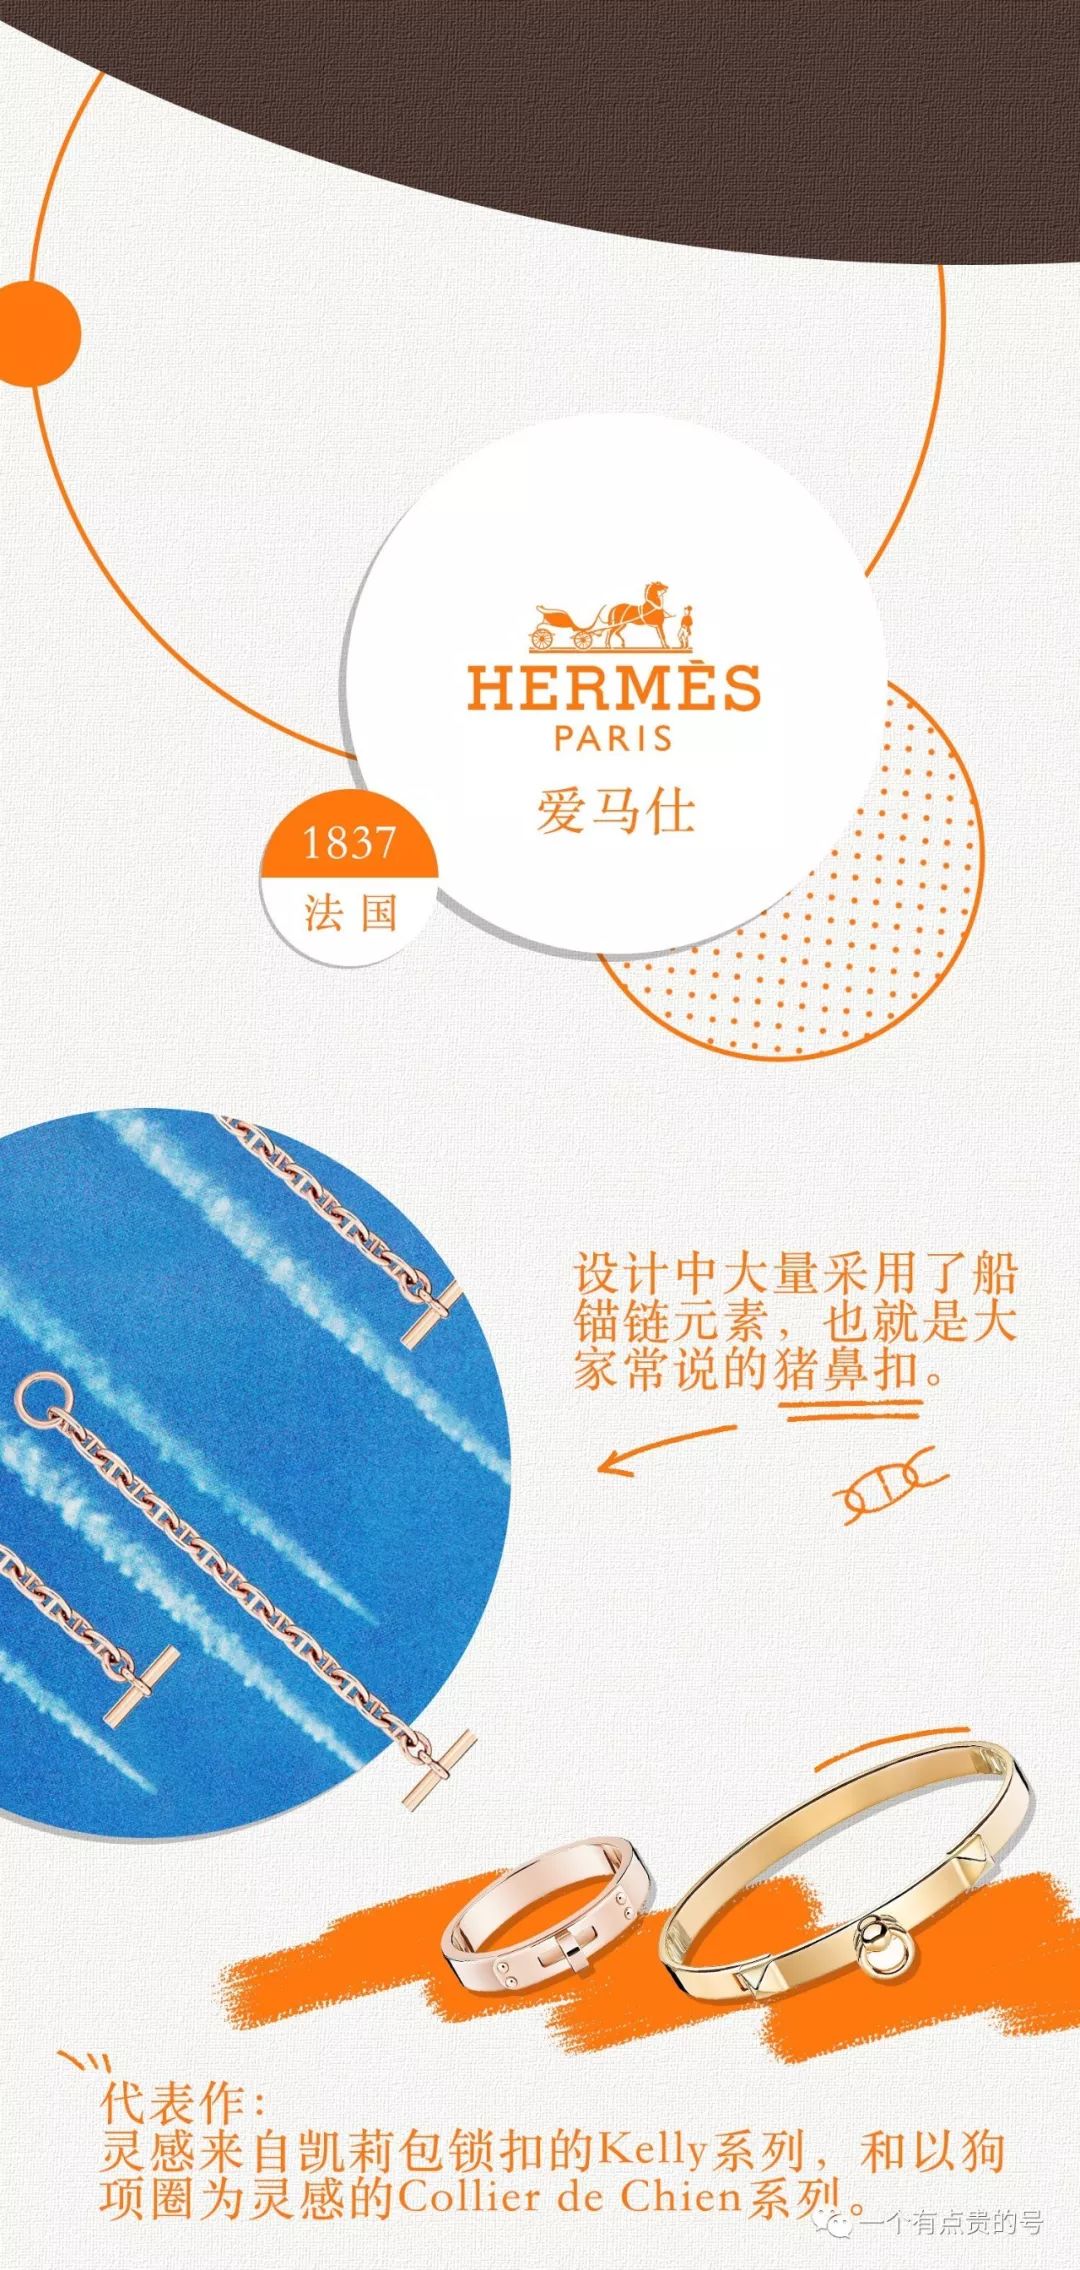 HERMÈS
PARIS
爱马仕
1837
法国
设计中大量采用了船
锚链元素，也就是大
家常说的猪鼻扣。
代表作：
灵感来自凯莉包锁扣的Kelly系列，和以狗
项圈为灵感的Collier de Chien系列。
一个有点贵的号